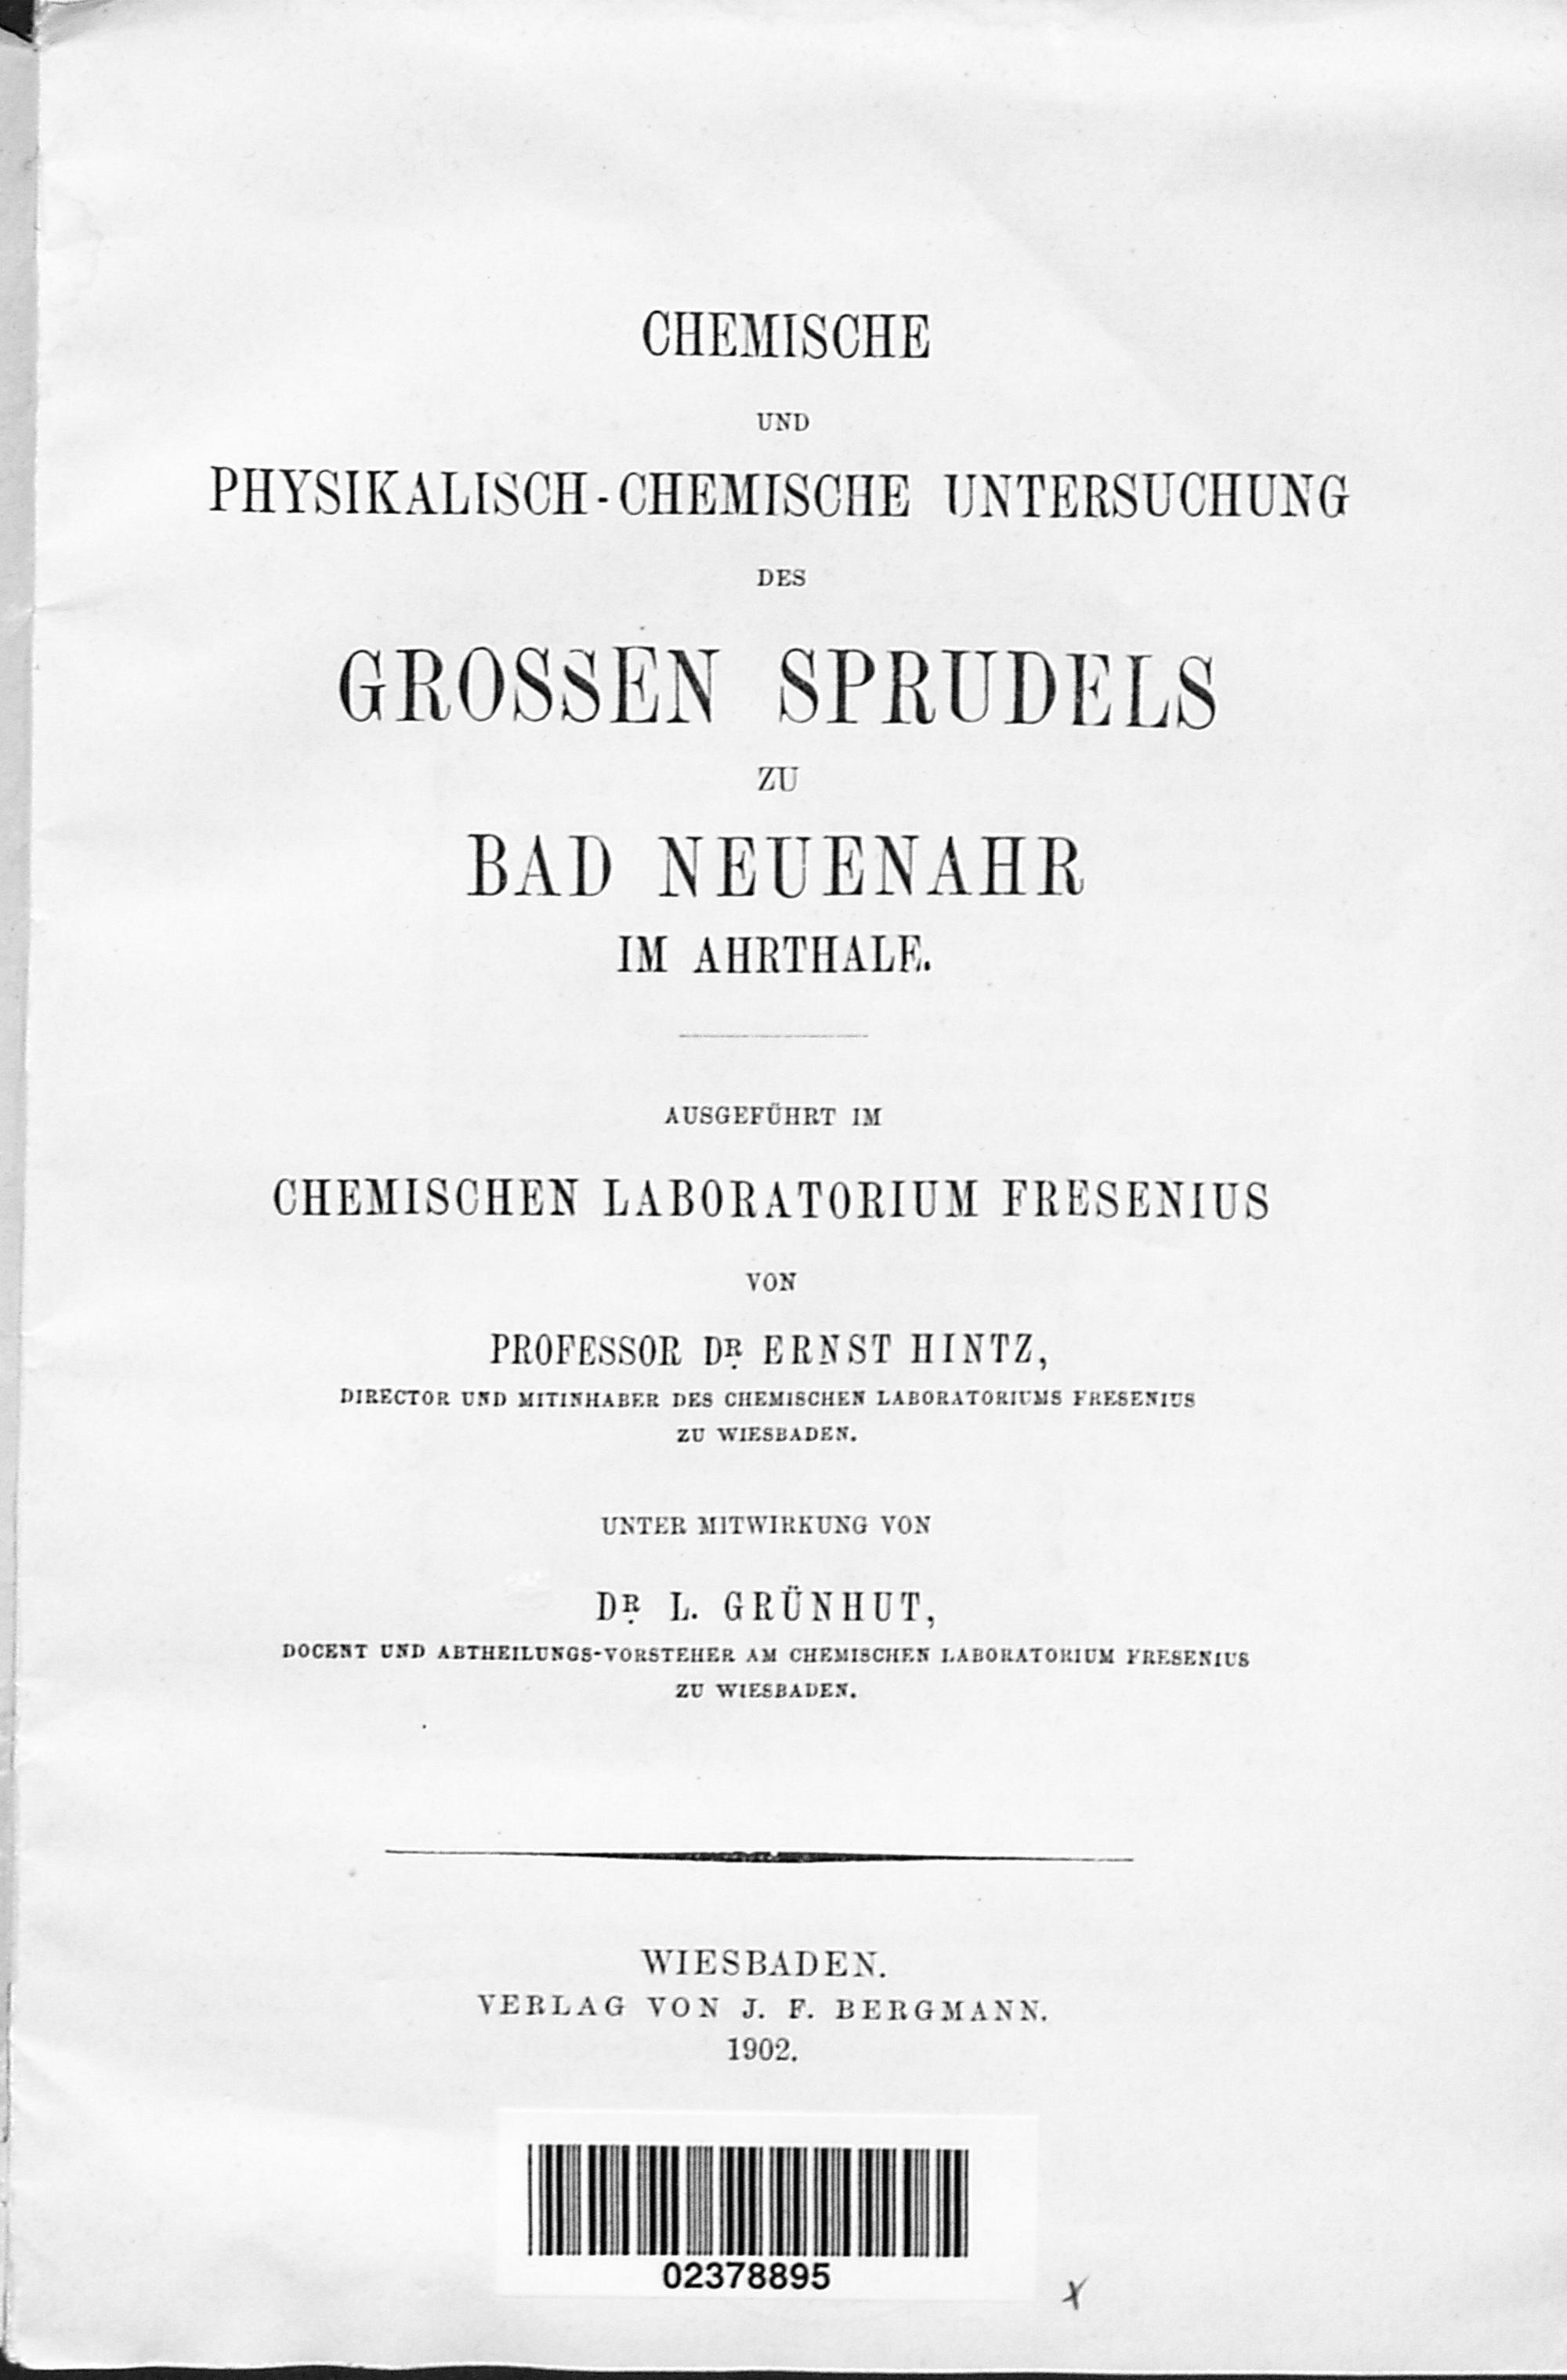 CHEMISCHE
UND
PHYSIKALISCH-CHEMISCHE UNTERSUCHUNG
DES
GROSSEN SPRUDELS
ZU
BAD NEUENAHR
IM AHRTHALE.
AUSGEFÜHRT IM
CHEMISCHEN LABORATORIUM FRESENIUS
VON
PROFESSOR DR. ERNST HINTZ,
DIRECTOR UND MITINHABER DES CHEMISCHEN LABORATORIUMS FRESENIUS
ZU WIESBADEN.
UNTER MITWIRKUNG VON
DR. L. GRÜNHUT,
DOCENT UND ABTHEILUNGS-VORSTEHER AM CHEMISCHEN LABORATORIUM FRESENIUS
ZU WIESBADEN.
WIESBADEN.
VERLAG VON J. F. BERGMANN.
1902.
02378895
x